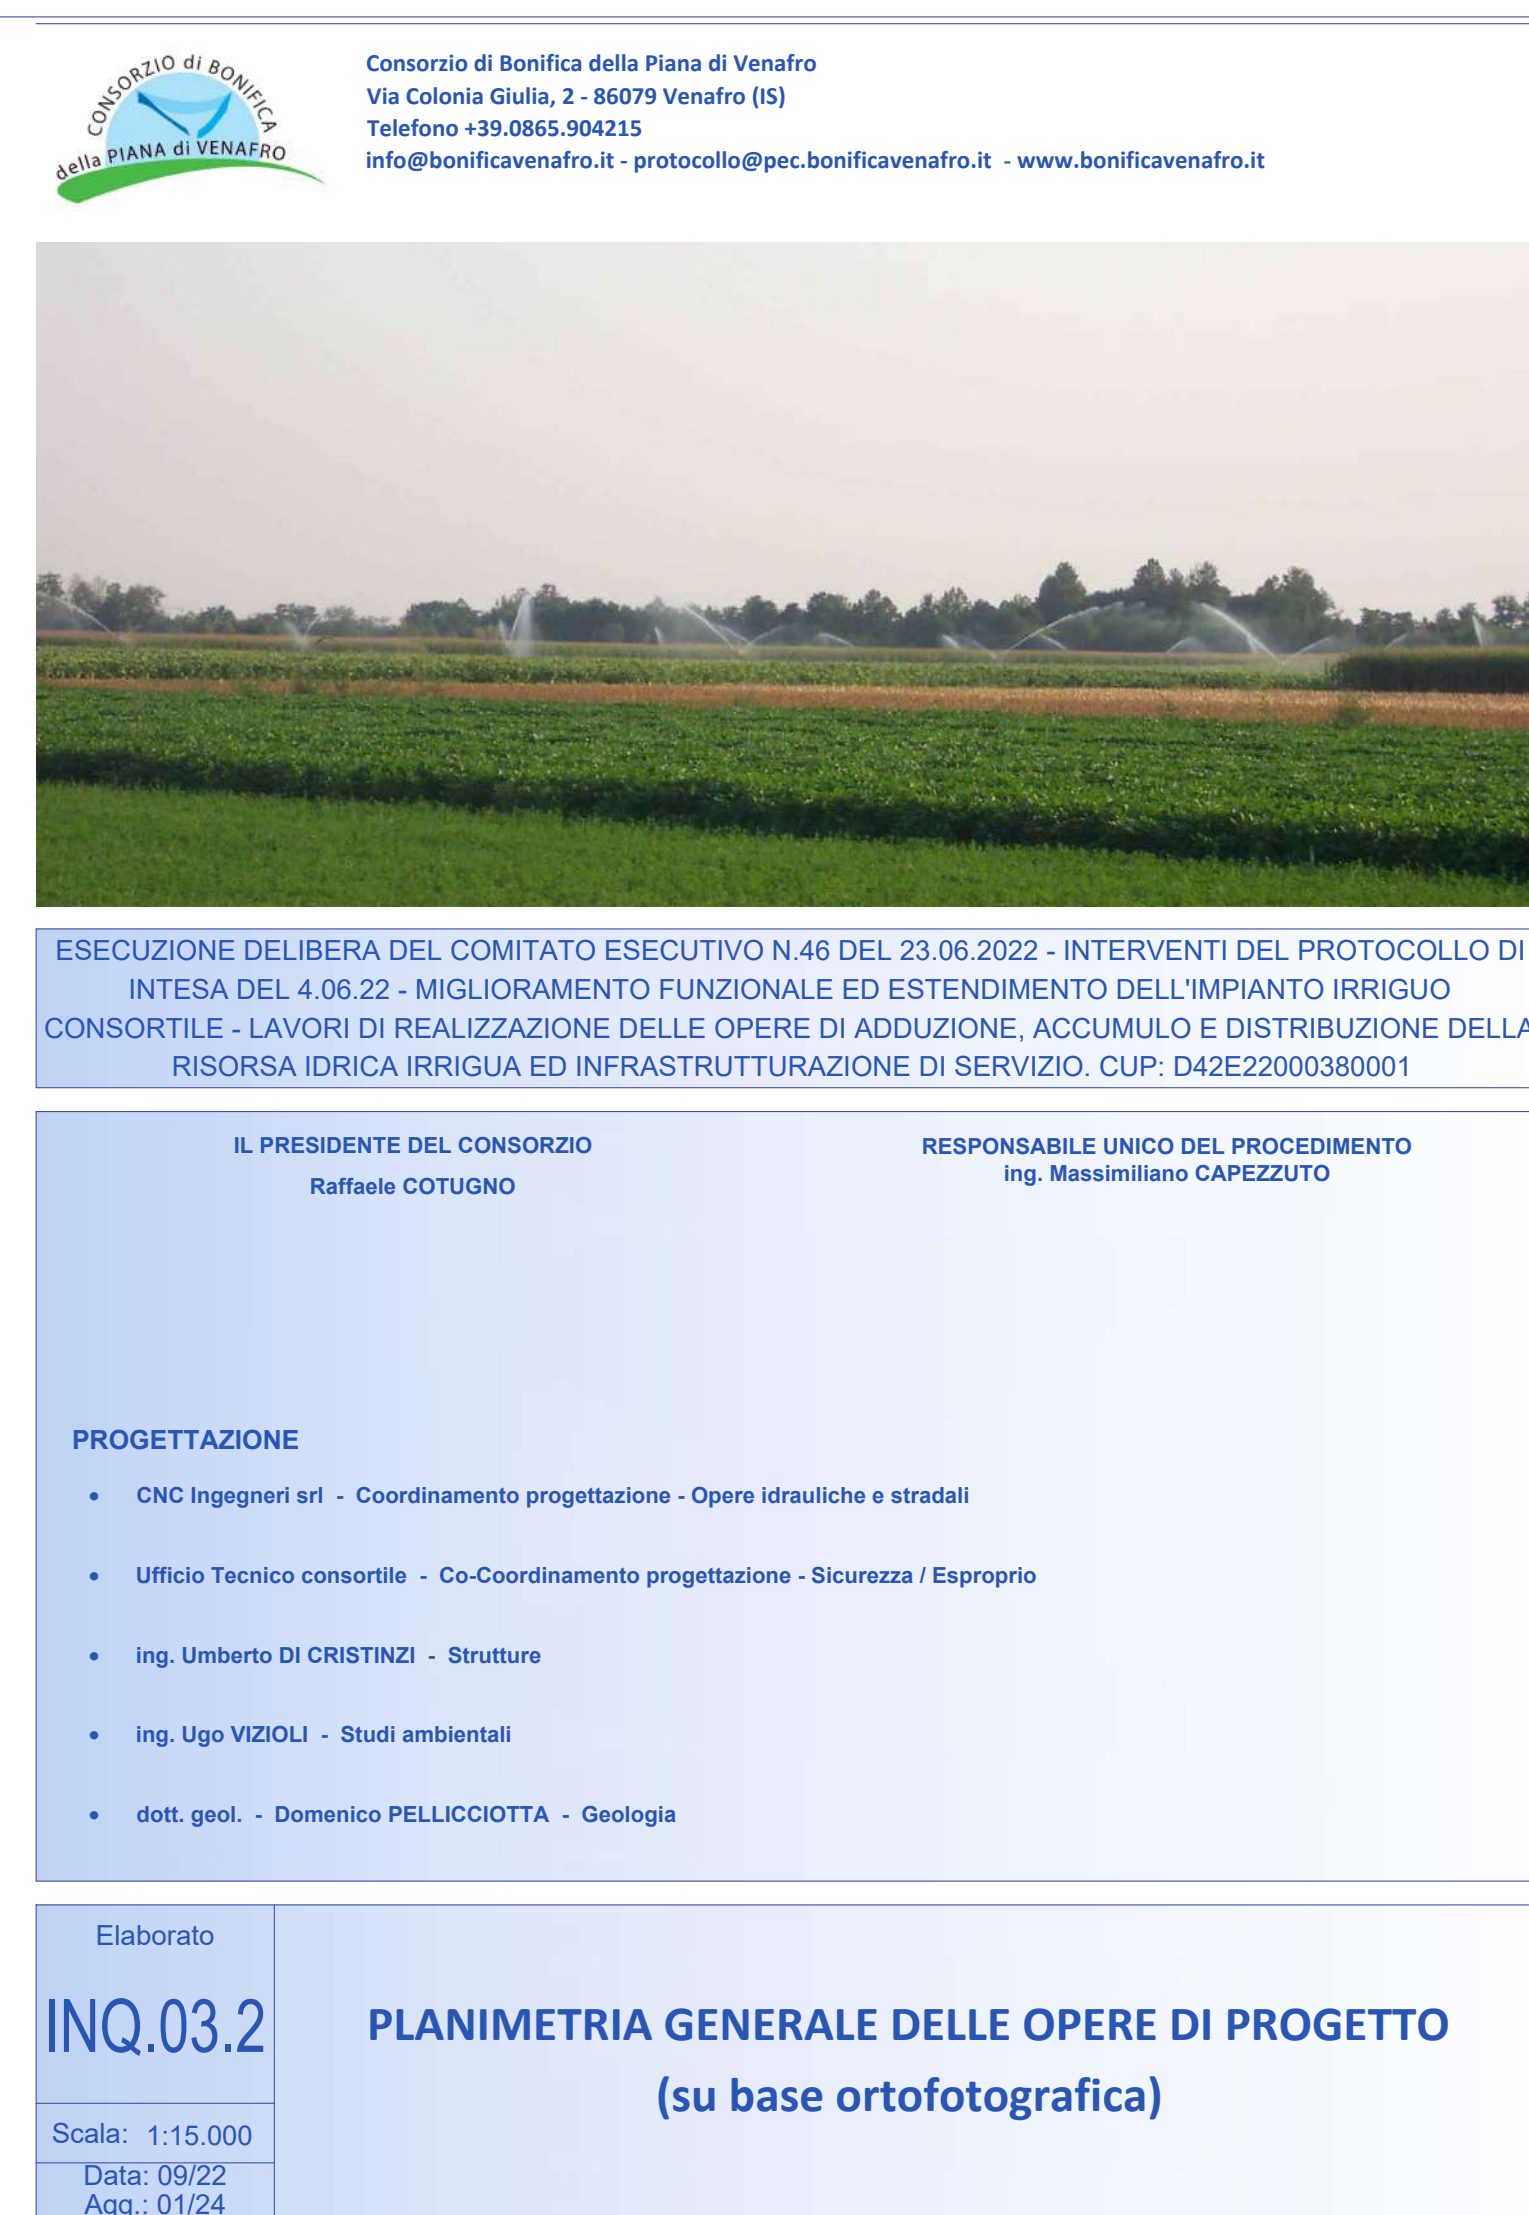 CONSORZIO di BONIFICA
della PIANA di VENAFRO
Consorzio di Bonifica della Piana di Venafro
Via Colonia Giulia, 2 - 86079 Venafro (IS)
Telefono +39.0865.904215
info@bonificavenafro.it - protocollo@pec.bonificavenafro.it - www.bonificavenafro.it
ESECUZIONE DELIBERA DEL COMITATO ESECUTIVO N.46 DEL 23.06.2022 - INTERVENTI DEL PROTOCOLLO DI
INTESA DEL 4.06.22 - MIGLIORAMENTO FUNZIONALE ED ESTENDIMENTO DELL'IMPIANTO IRRIGUO
CONSORTILE - LAVORI DI REALIZZAZIONE DELLE OPERE DI ADDUZIONE, ACCUMULO E DISTRIBUZIONE DELLA
RISORSA IDRICA IRRIGUA ED INFRASTRUTTURAZIONE DI SERVIZIO. CUP: D42E22000380001
IL PRESIDENTE DEL CONSORZIO
Raffaele COTUGNO
RESPONSABILE UNICO DEL PROCEDIMENTO
ing. Massimiliano CAPEZZUTO
PROGETTAZIONE
• CNC Ingegneri srl - Coordinamento progettazione - Opere idrauliche e stradali
• Ufficio Tecnico consortile - Co-Coordinamento progettazione - Sicurezza / Esproprio
• ing. Umberto DI CRISTINZI - Strutture
• ing. Ugo VIZIOLI - Studi ambientali
• dott. geol. - Domenico PELLICCIOTTA - Geologia
Elaborato
INQ.03.2
Scala: 1:15.000
Data: 09/22
Agg.: 01/24
PLANIMETRIA GENERALE DELLE OPERE DI PROGETTO
(su base ortofotografica)